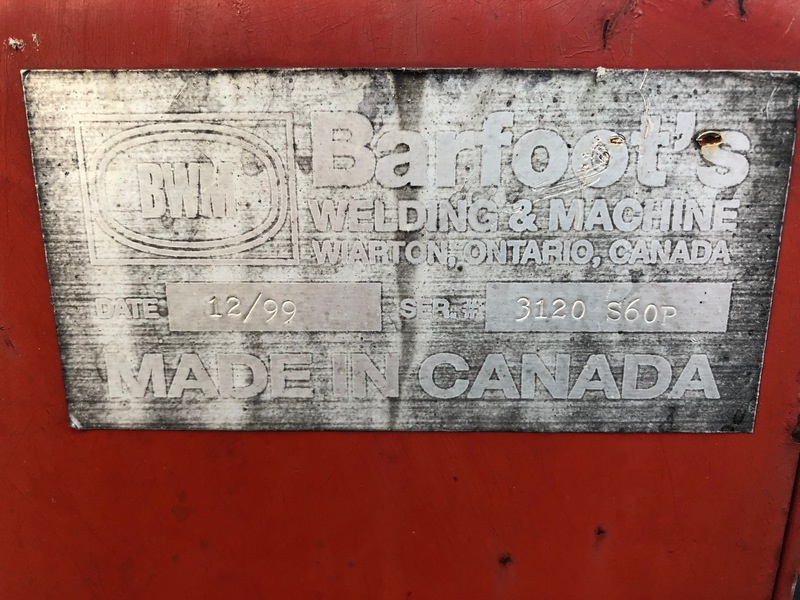 BWM
Barfoot's
WELDING & MACHINE
WIARTON, ONTARIO, CANADA
DATE 12/99 SER. # 3120 S60P
MADE IN CANADA